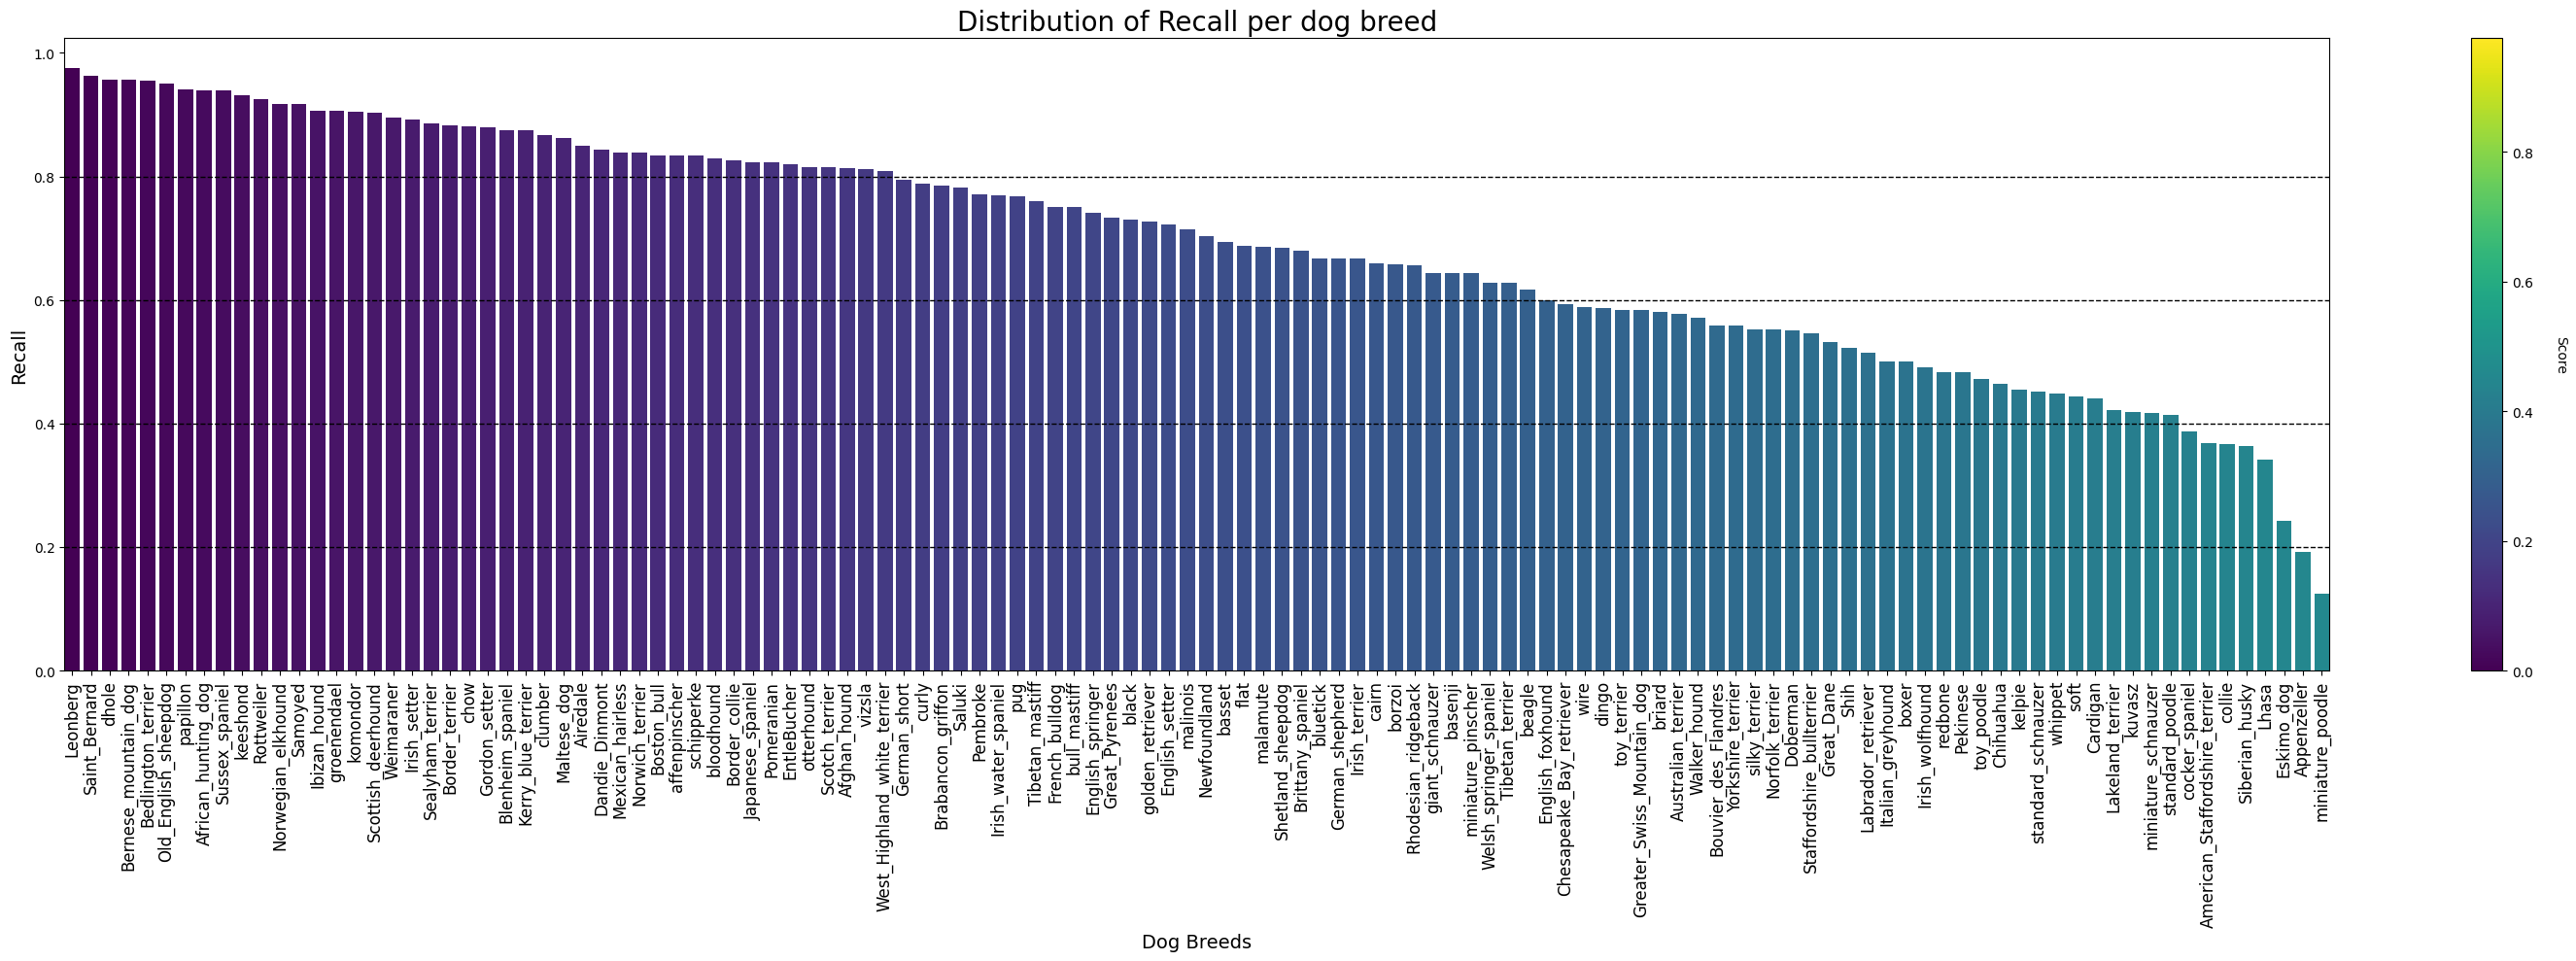 Distribution of Recall per dog breed
1.0
0.8
0.6
0.4
0.2
0.0
Recall
Leonberg
Saint_Bernard
dhole
Bernese_mountain_dog
Bedlington_terrier
Old_English_sheepdog
papillon
African_hunting_dog
Sussex_spaniel
keeshond
Rottweiler
Norwegian_elkhound
Samoyed
Ibizan_hound
groenendael
komondor
Scottish_deerhound
Weimaraner
Irish_setter
Sealyham_terrier
Border_terrier
chow
Gordon_setter
Blenheim_spaniel
Kerry_blue_terrier
clumber
Maltese_dog
Airedale
Dandie_Dinmont
Mexican_hairless
Norwich_terrier
Boston_bull
affenpinscher
schipperke
bloodhound
Border_collie
Japanese_spaniel
Pomeranian
EntleBucher
otterhound
Scotch_terrier
Afghan_hound
vizsla
West_Highland_white_terrier
German_short
curly
Brabancon_griffon
Saluki
Pembroke
Irish_water_spaniel
pug
Tibetan_mastiff
French_bulldog
bull_mastiff
English_springer
Great_Pyrenees
black
golden_retriever
English_setter
malinois
Newfoundland
basset
flat
malamute
Shetland_sheepdog
Brittany_spaniel
bluetick
German_shepherd
Irish_terrier
cairn
borzoi
Rhodesian_ridgeback
giant_schnauzer
basenji
miniature_pinscher
Welsh_springer_spaniel
Tibetan_terrier
beagle
English_foxhound
Chesapeake_Bay_retriever
wire
dingo
toy_terrier
Greater_Swiss_Mountain_dog
briard
Australian_terrier
Walker_hound
Bouvier_des_Flandres
Yorkshire_terrier
silky_terrier
Norfolk_terrier
Doberman
Staffordshire_bullterrier
Great_Dane
Shih
Labrador_retriever
Italian_greyhound
boxer
Irish_wolfhound
redbone
Pekinese
toy_poodle
Chihuahua
kelpie
standard_schnauzer
whippet
soft
Cardigan
Lakeland_terrier
kuvasz
miniature_schnauzer
standard_poodle
cocker_spaniel
American_Staffordshire_terrier
collie
Siberian_husky
Lhasa
Eskimo_dog
Appenzeller
miniature_poodle
Dog Breeds
0.8
0.6
0.4
0.2
0.0
Score